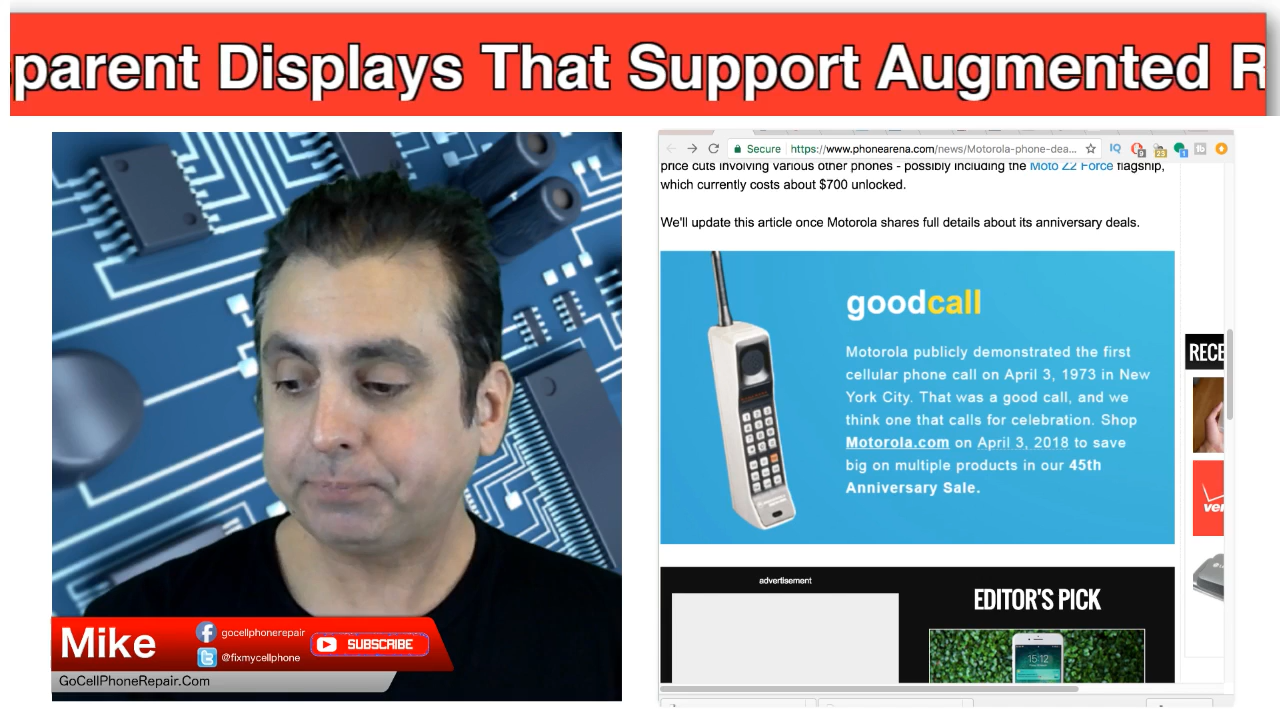 sparent Displays That Support Augmented R
Secure https://www.phonearena.com/news/Motorola-phone-dea...
IQ
price cuts involving various other phones - possibly including the Moto Z2 Force flagship,
which currently costs about $700 unlocked.
We'll update this article once Motorola shares full details about its anniversary deals.
goodcall
Motorola publicly demonstrated the first
cellular phone call on April 3, 1973 in New
York City. That was a good call, and we
think one that calls for celebration. Shop
Motorola.com on April 3, 2018 to save
big on multiple products in our 45th
Anniversary Sale.
RECE
ver
advertisement
EDITOR'S PICK
15:12
Mike
gocellphonerepair
@fixmycellphone
SUBSCRIBE
GoCellPhoneRepair.Com